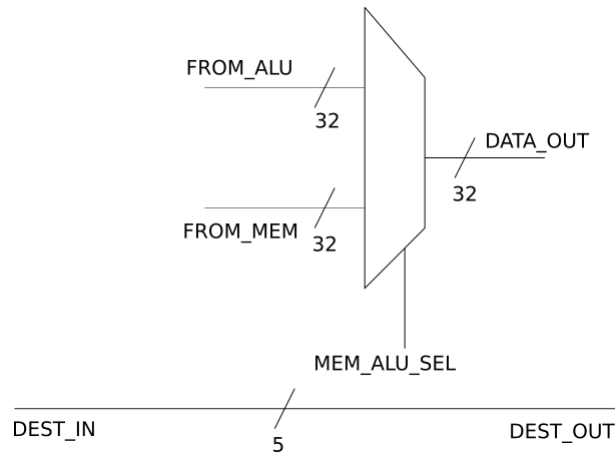 FROM_ALU
32
DATA_OUT
32
FROM_MEM
32
MEM_ALU_SEL
DEST_IN
5
DEST_OUT